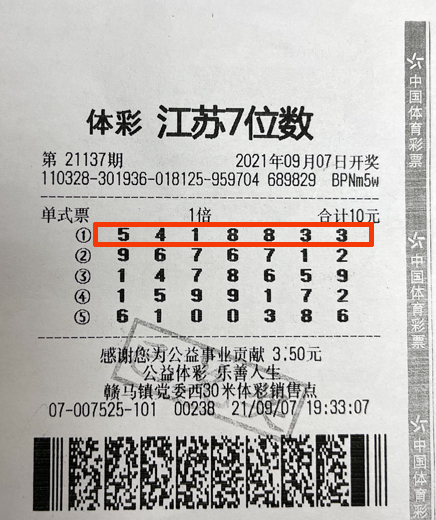 体彩 江苏7位数
第 21137期 2021年09月07日开奖
110328-301936-018125-959704 689829 BPNm5w
单式票 1倍 合计10元
① 5 4 1 8 8 3 3
② 9 6 7 6 7 1 2
③ 1 4 7 8 6 5 9
④ 1 5 9 9 1 7 2
⑤ 6 1 0 0 3 8 6
感谢您为公益事业贡献 3.50元
公益体彩 乐善人生
赣马镇党委西30米体彩销售点
07-007525-101 00238 21/09/07 19:33:07
中国体育彩票
中国体育彩票
中国体育